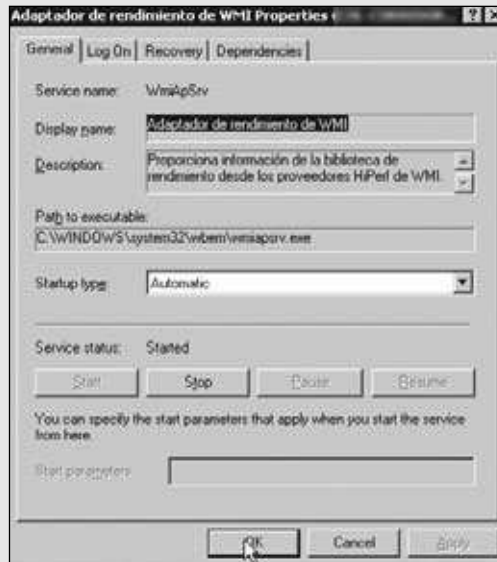 Adaptador de rendimiento de WMI Properties
General Log On Recovery Dependencies
Service name: WmiApSrv
Display name: Adaptador de rendimiento de WMI
Description: Proporciona información de la biblioteca de
rendimiento desde los proveedores HiPerf de WMI.
Path to executable:
C:\WINDOWS\system32\wbem\wmiapsrv.exe
Startup type: Automatic
Service status: Started
Start Stop Pause Resume
You can specify the start parameters that apply when you start the service
from here.
Start parameters:
OK Cancel Apply